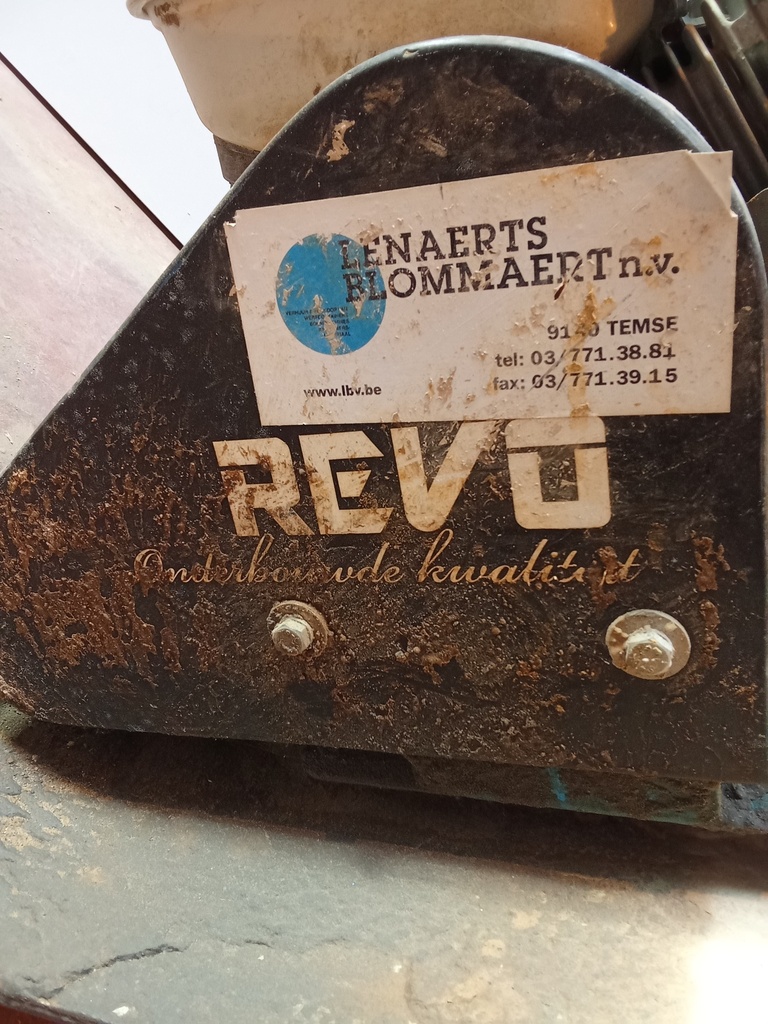 LENAERTS
BLOMMAERT n.v.
9140 TEMSE
tel: 03/771.38.81
fax: 03/771.39.15
www.lbv.be
REVO
Onderbouwde kwaliteit